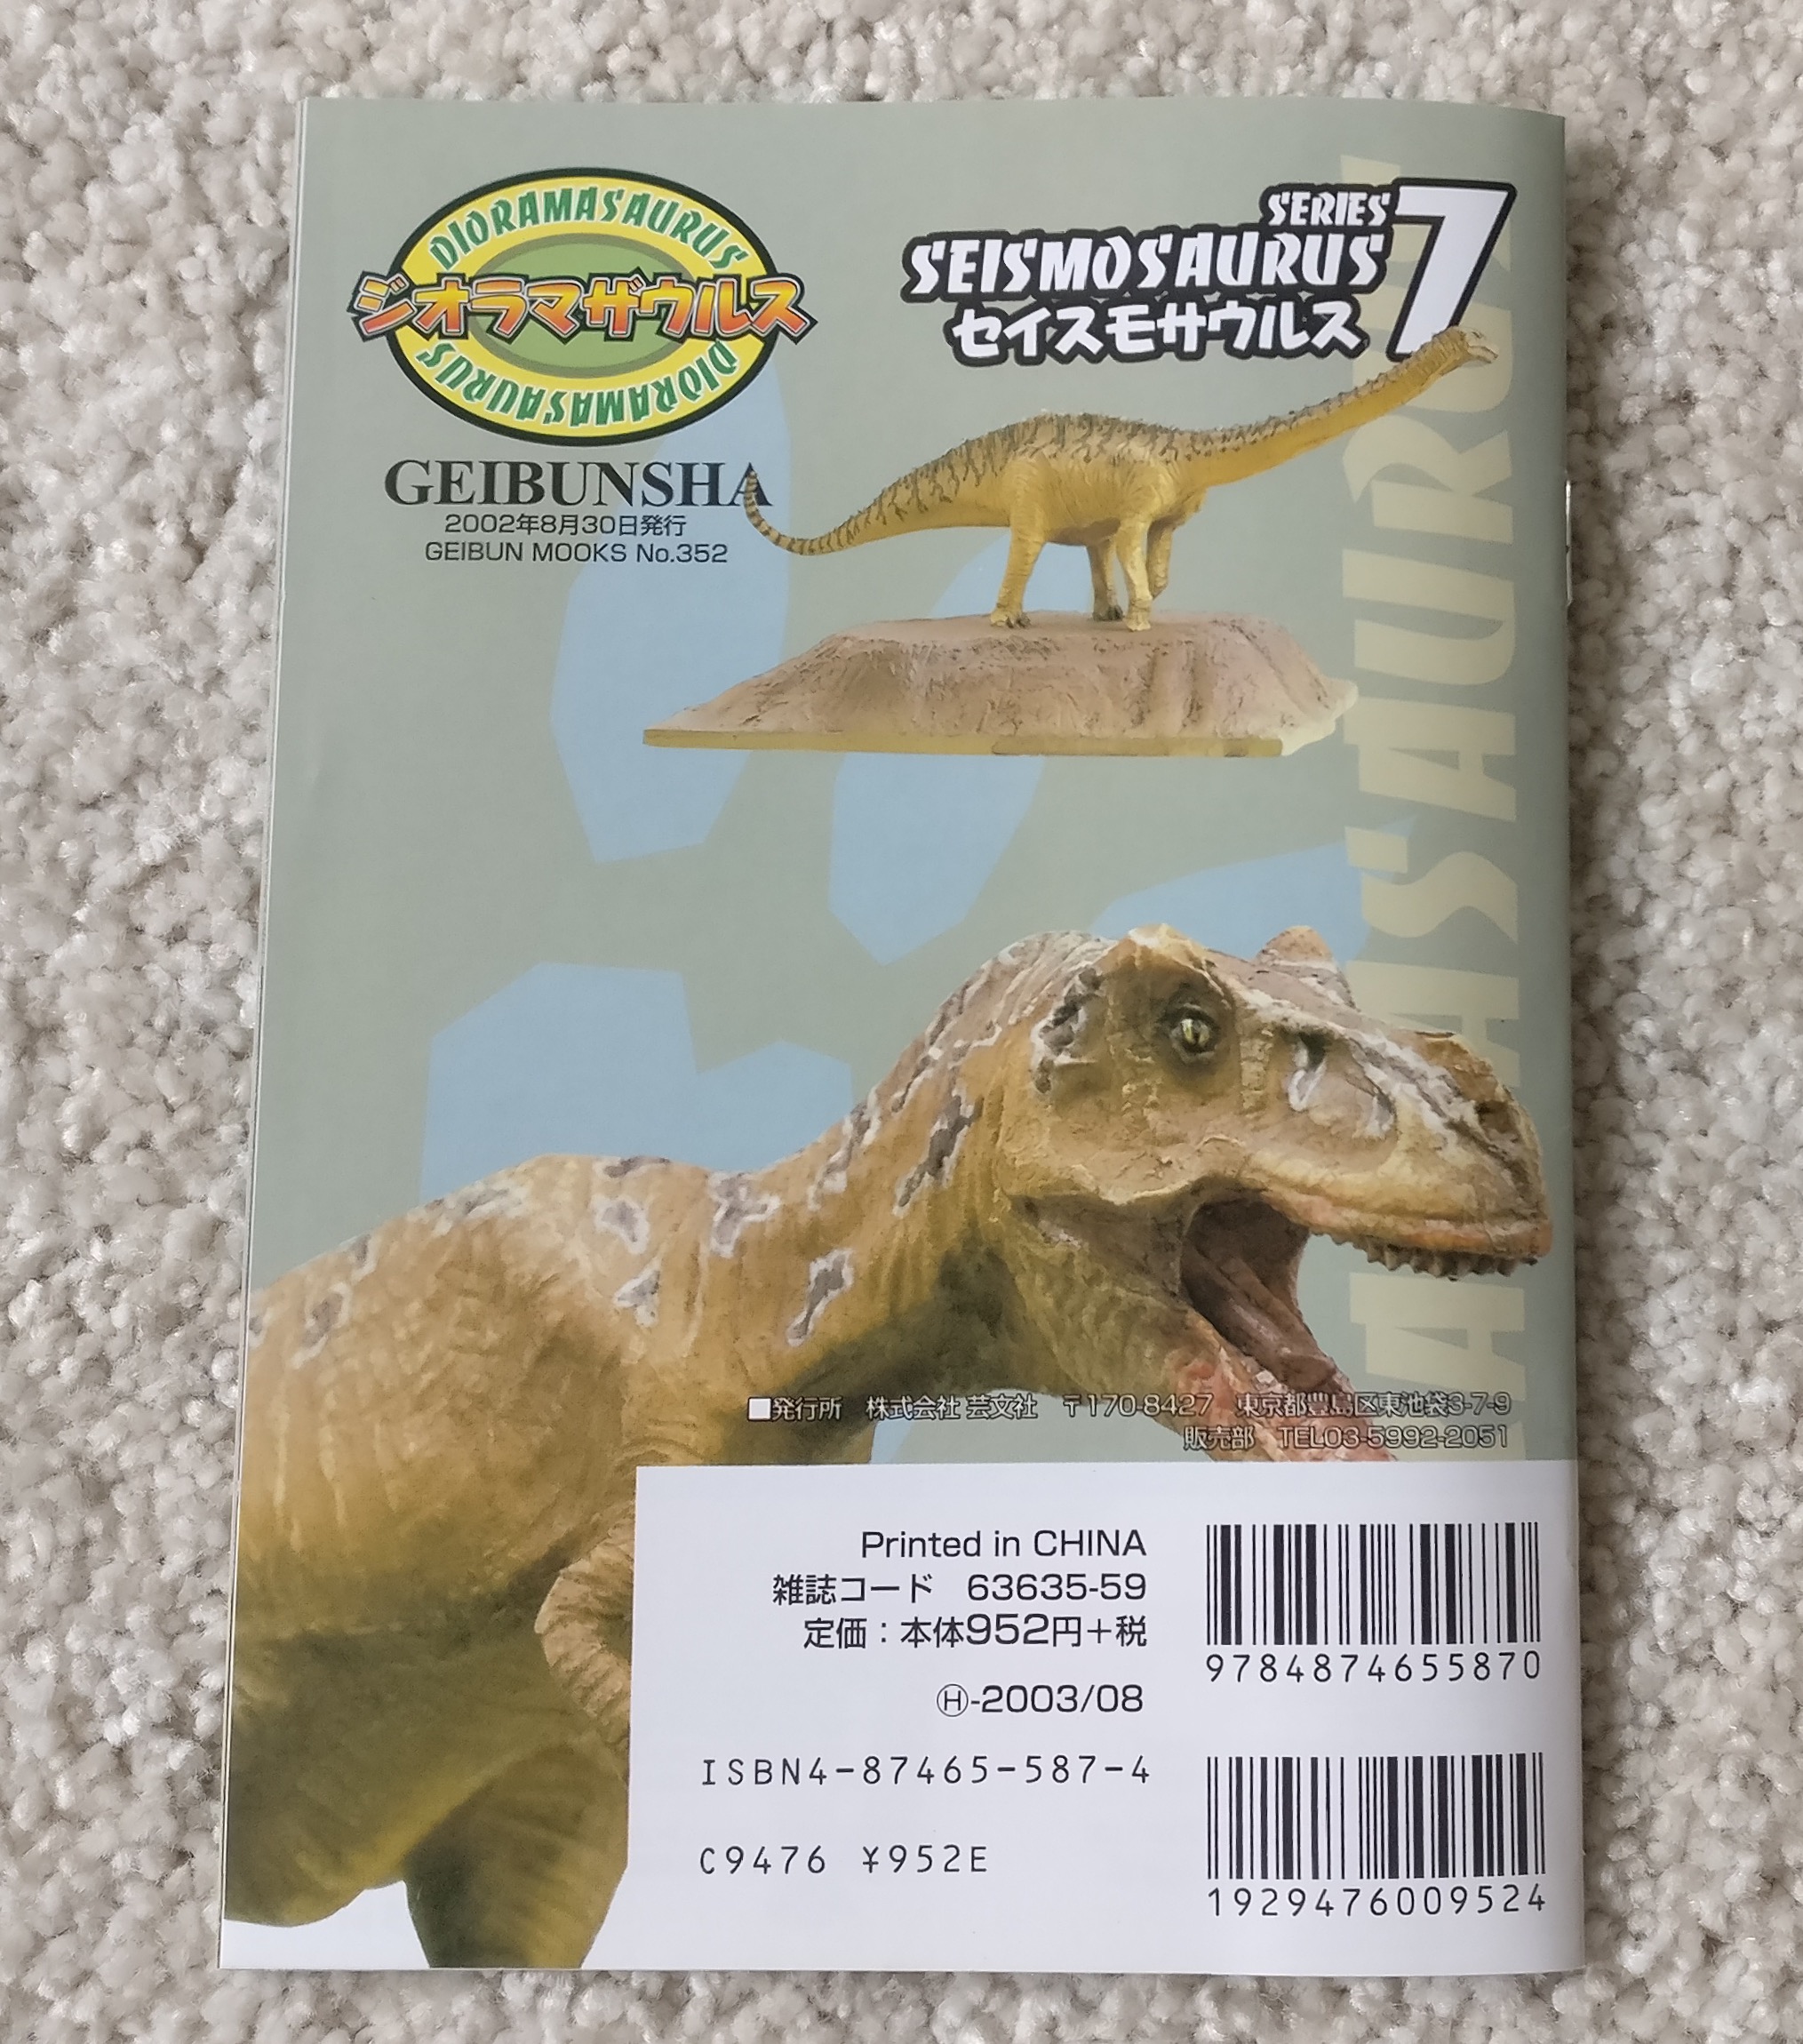 DIORAMASAURUS
ジオラマザウルス
DIORAMASAURUS
SERIES 7
SEISMOSAURUS
セイスモサウルス
GEIBUNSHA
2002年8月30日発行
GEIBUN MOOKS No.352
■発行所 株式会社 芸文社 〒170-8427 東京都豊島区東池袋3-7-9
販売部 TEL03-5992-2051
Printed in CHINA
雑誌コード 63635-59
定価：本体952円＋税
Ⓗ-2003/08
ISBN4-87465-587-4
C9476 ¥952E
9784874655870
1929476009524